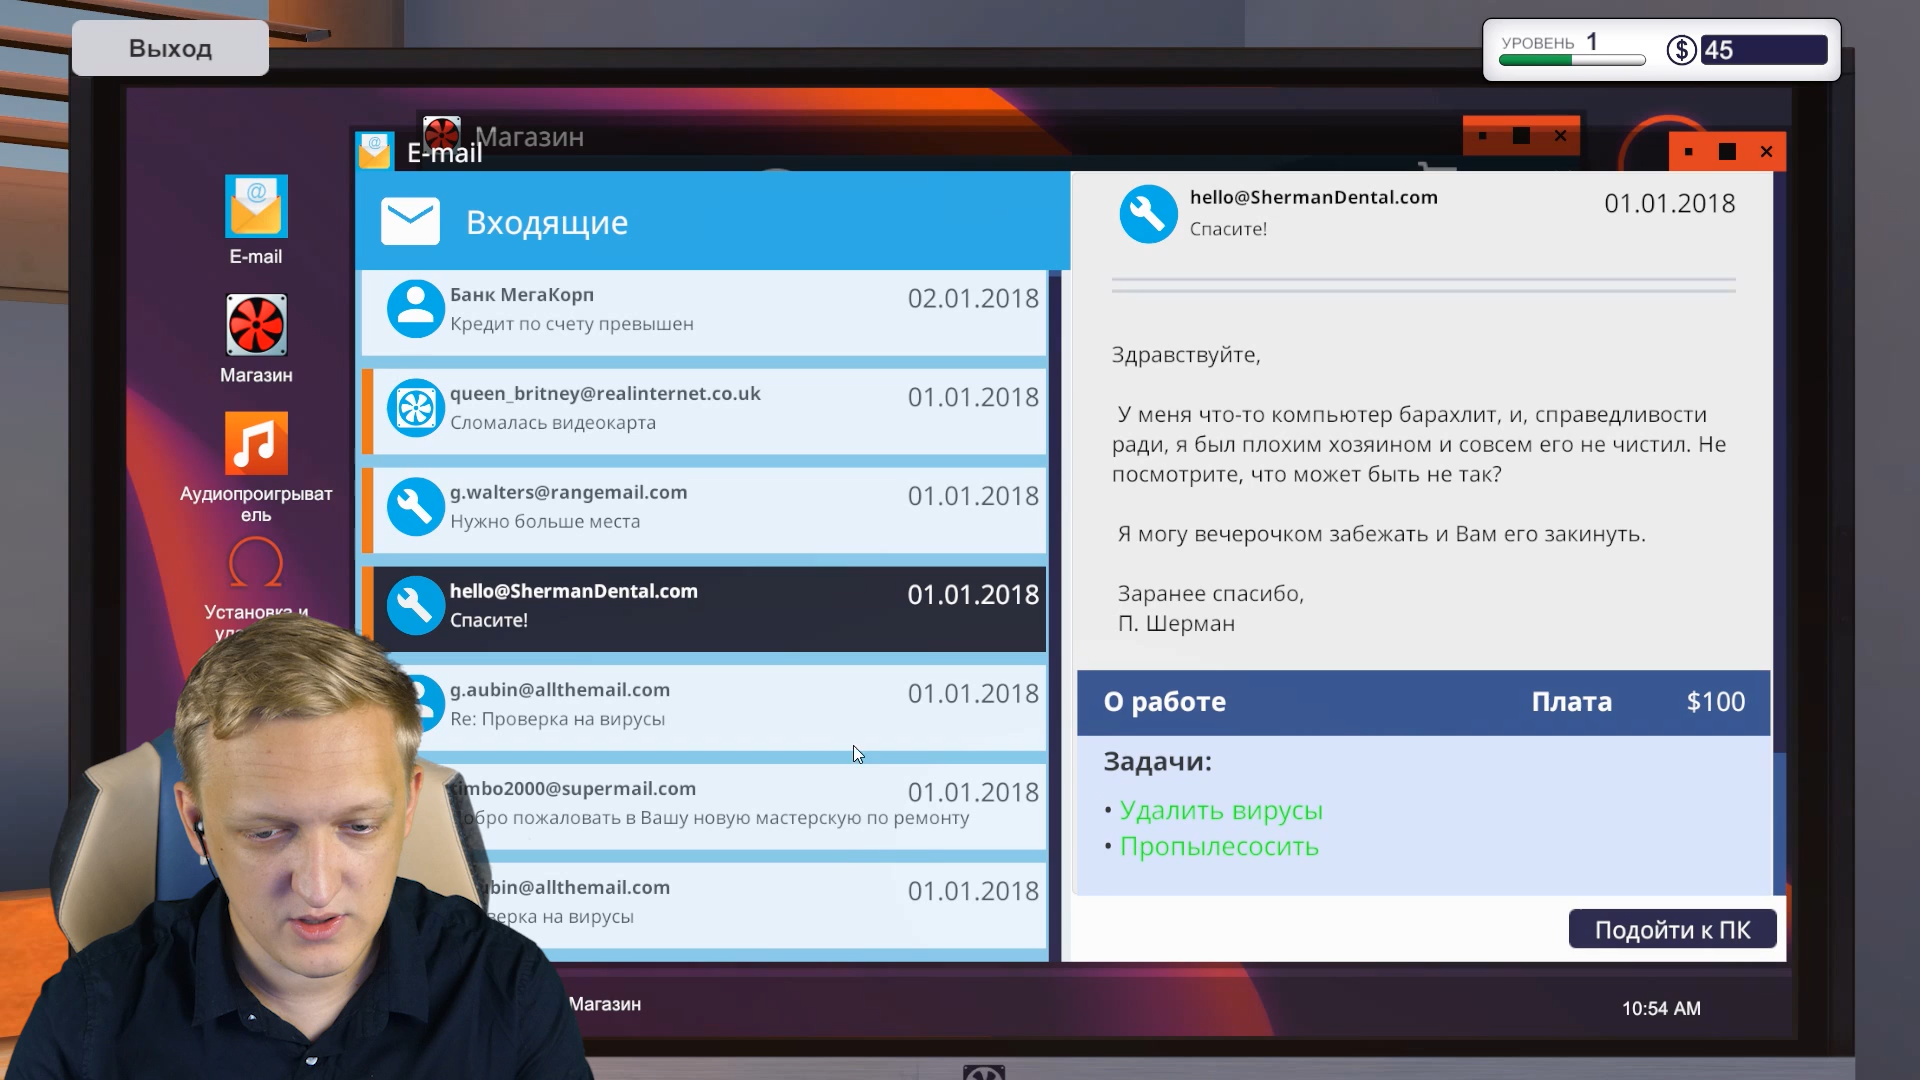 Выход
УРОВЕНЬ 1
$ 45
Магазин
E-mail
E-mail
Магазин
Аудиопроигрыват
ель
Установка и
Входящие
Банк МегаКорп
02.01.2018
Кредит по счету превышен
queen_britney@realinternet.co.uk
01.01.2018
Сломалась видеокарта
g.walters@rangemail.com
01.01.2018
Нужно больше места
hello@ShermanDental.com
01.01.2018
Спасите!
g.aubin@allthemail.com
01.01.2018
Re: Проверка на вирусы
imbo2000@supermail.com
01.01.2018
обро пожаловать в Вашу новую мастерскую по ремонту
ubin@allthemail.com
01.01.2018
верка на вирусы
hello@ShermanDental.com
01.01.2018
Спасите!
Здравствуйте,
У меня что-то компьютер барахлит, и, справедливости
ради, я был плохим хозяином и совсем его не чистил. Не
посмотрите, что может быть не так?
Я могу вечерочком забежать и Вам его закинуть.
Заранее спасибо,
П. Шерман
О работе
Плата
$100
Задачи:
• Удалить вирусы
• Пропылесосить
Подойти к ПК
Магазин
10:54 AM